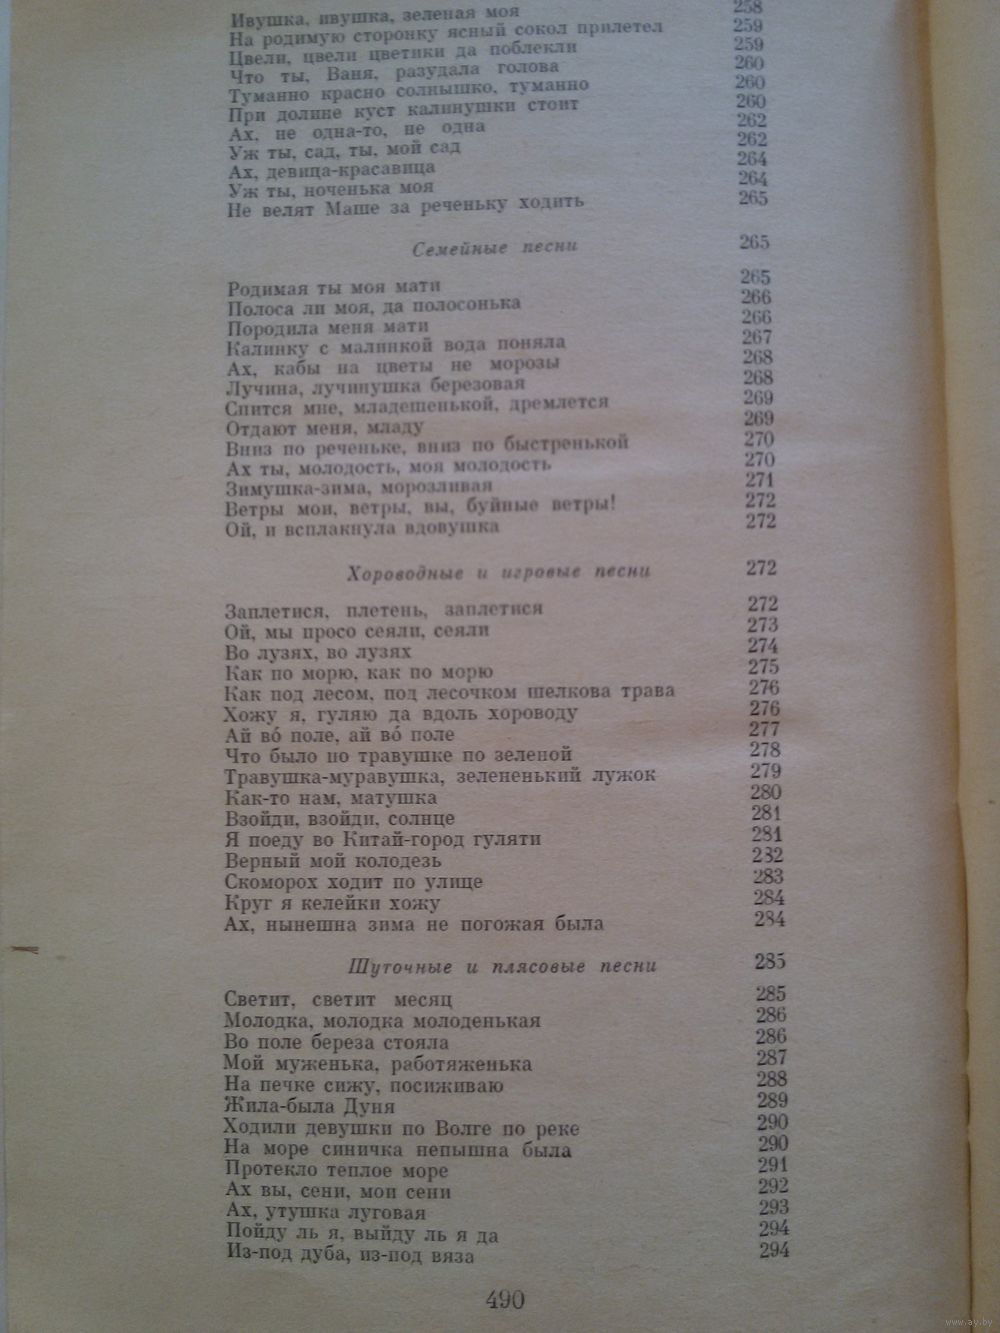 Ивушка, ивушка, зеленая моя 258
На родимую сторонку ясный сокол прилетел 259
Цвели, цвели цветики да поблекли 259
Что ты, Ваня, разудала голова 260
Туманно красно солнышко, туманно 260
При долине куст калинушки стоит 260
Ах, не одна-то, не одна 262
Уж ты, сад, ты, мой сад 262
Ах, девица-красавица 264
Уж ты, ноченька моя 264
Не велят Маше за реченьку ходить 265
Семейные песни 265
Родимая ты моя мати 265
Полоса ли моя, да полосонька 266
Породила меня мати 266
Калинку с малинкой вода поняла 267
Ах, кабы на цветы не морозы 268
Лучина, лучинушка березовая 268
Спится мне, младешенькой, дремлется 269
Отдают меня, младу 269
Вниз по реченьке, вниз по быстренькой 270
Ах ты, молодость, моя молодость 270
Зимушка-зима, морозливая 271
Ветры мои, ветры, вы, буйные ветры! 272
Ой, и всплакнула вдовушка 272
Хороводные и игровые песни 272
Заплетися, плетень, заплетися 272
Ой, мы просо сеяли, сеяли 273
Во лузях, во лузях 274
Как по морю, как по морю 275
Как под лесом, под лесочком шелкова трава 276
Хожу я, гуляю да вдоль хороводу 276
Ай во́ поле, ай во́ поле 277
Что было по травушке по зеленой 278
Травушка-муравушка, зелененький лужок 279
Как-то нам, матушка 280
Взойди, взойди, солнце 281
Я поеду во Китай-город гуляти 281
Верный мой колодезь 282
Скоморох ходит по улице 283
Круг я келейки хожу 284
Ах, нынешна зима не погожая была 284
Шуточные и плясовые песни 285
Светит, светит месяц 285
Молодка, молодка молоденькая 286
Во поле береза стояла 286
Мой муженька, работяженька 287
На печке сижу, посиживаю 288
Жила-была Дуня 289
Ходили девушки по Волге по реке 290
На море синичка непышна была 290
Протекло теплое море 291
Ах вы, сени, мои сени 292
Ах, утушка луговая 293
Пойду ль я, выйду ль я да 294
Из-под дуба, из-под вяза 294
490
www.ay.by